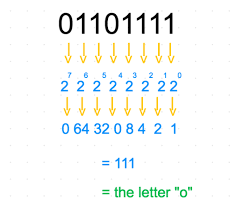 01101111
7 6 5 4 3 2 1 0
2 2 2 2 2 2 2 2
0 64 32 0 8 4 2 1
= 111
= the letter "o"